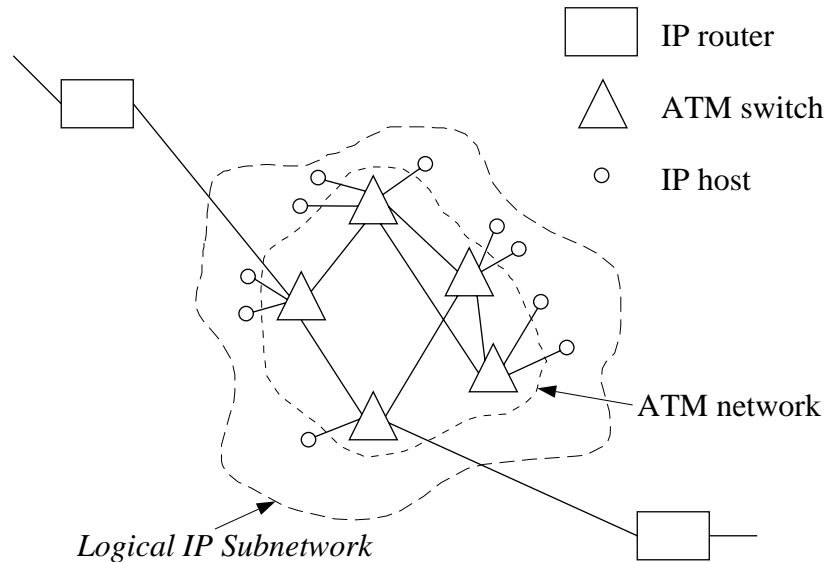 IP router
ATM switch
IP host
ATM network
Logical IP Subnetwork